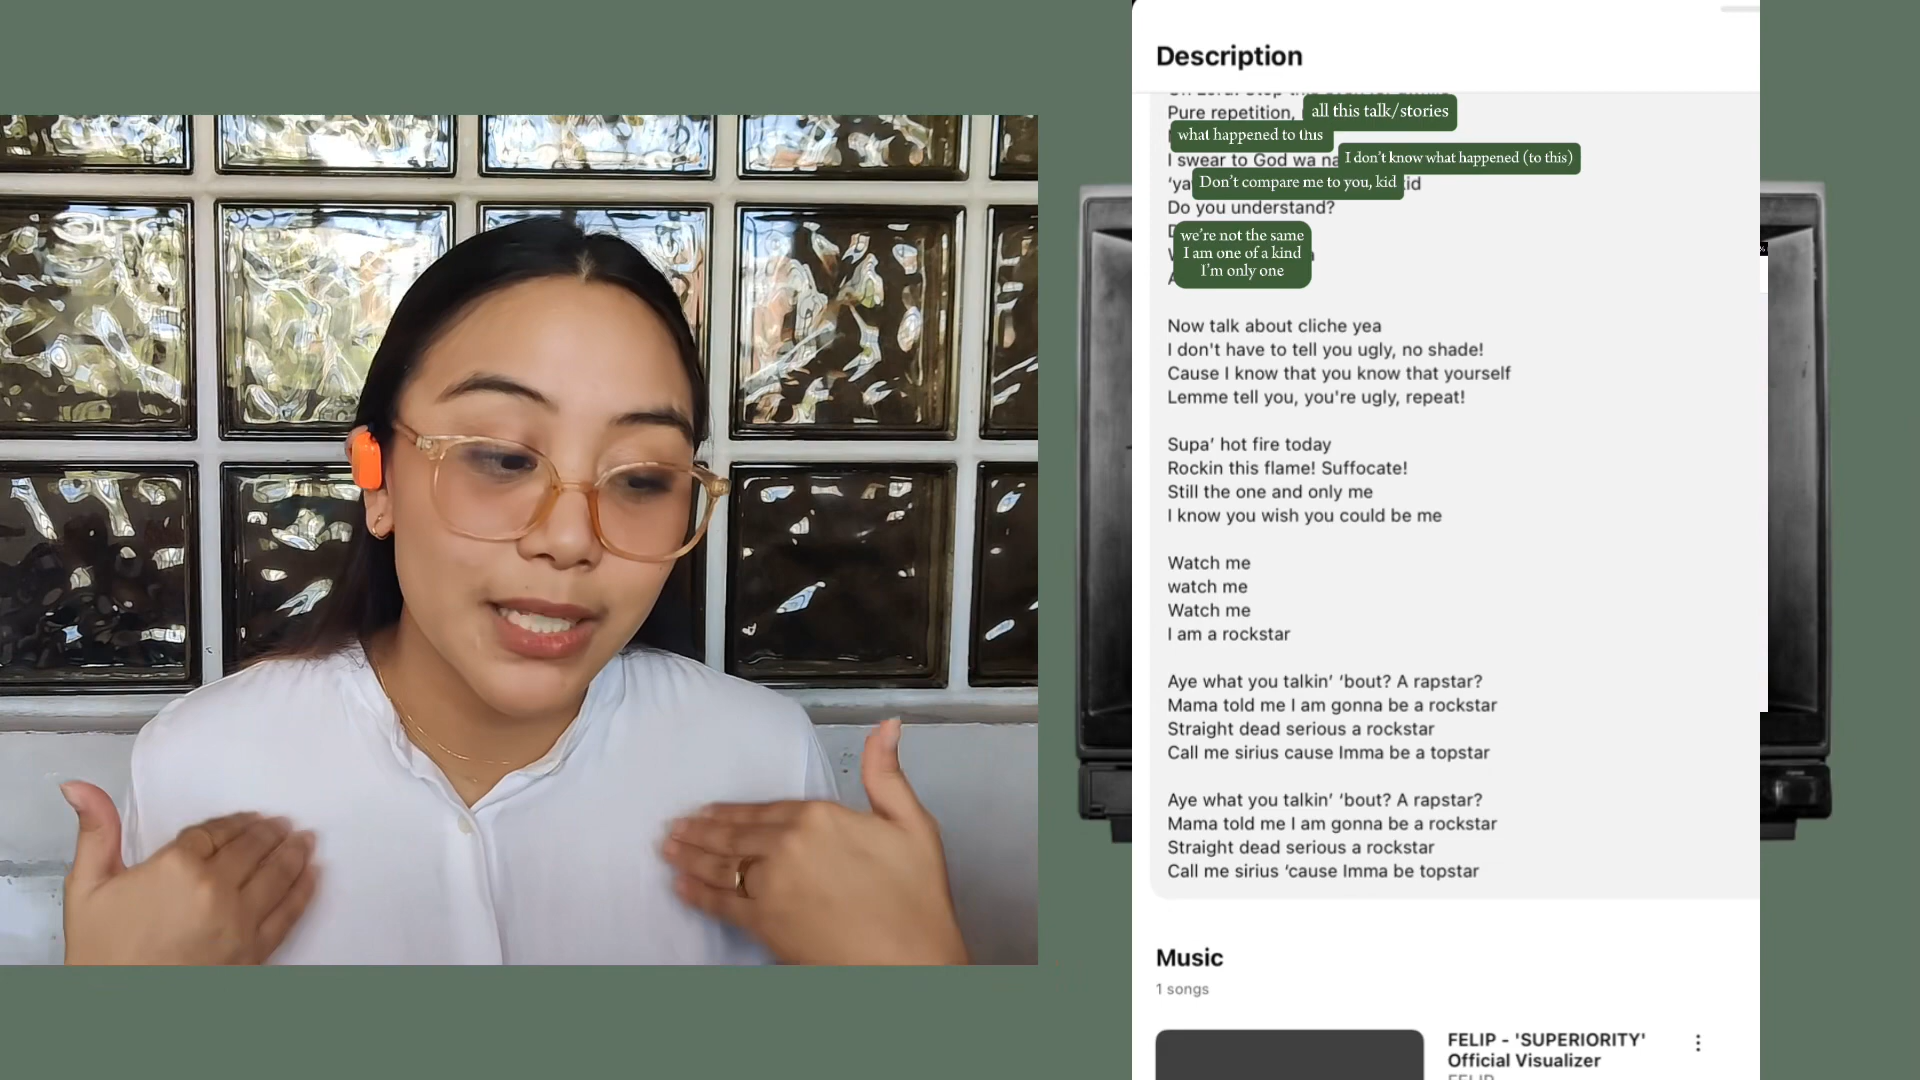 Description
Pure repetition,
all this talk/stories
what happened to this
I swear to God wa na
I don't know what happened (to this)
'ya
Don't compare me to you, kid
Do you understand?
we're not the same
I am one of a kind
I'm only one
Now talk about cliche yea
I don't have to tell you ugly, no shade!
Cause I know that you know that yourself
Lemme tell you, you're ugly, repeat!
Supa' hot fire today
Rockin this flame! Suffocate!
Still the one and only me
I know you wish you could be me
Watch me
watch me
Watch me
I am a rockstar
Aye what you talkin' 'bout? A rapstar?
Mama told me I am gonna be a rockstar
Straight dead serious a rockstar
Call me sirius cause Imma be a topstar
Aye what you talkin' 'bout? A rapstar?
Mama told me I am gonna be a rockstar
Straight dead serious a rockstar
Call me sirius 'cause Imma be topstar
Music
1 songs
FELIP - 'SUPERIORITY'
Official Visualizer
FELIP